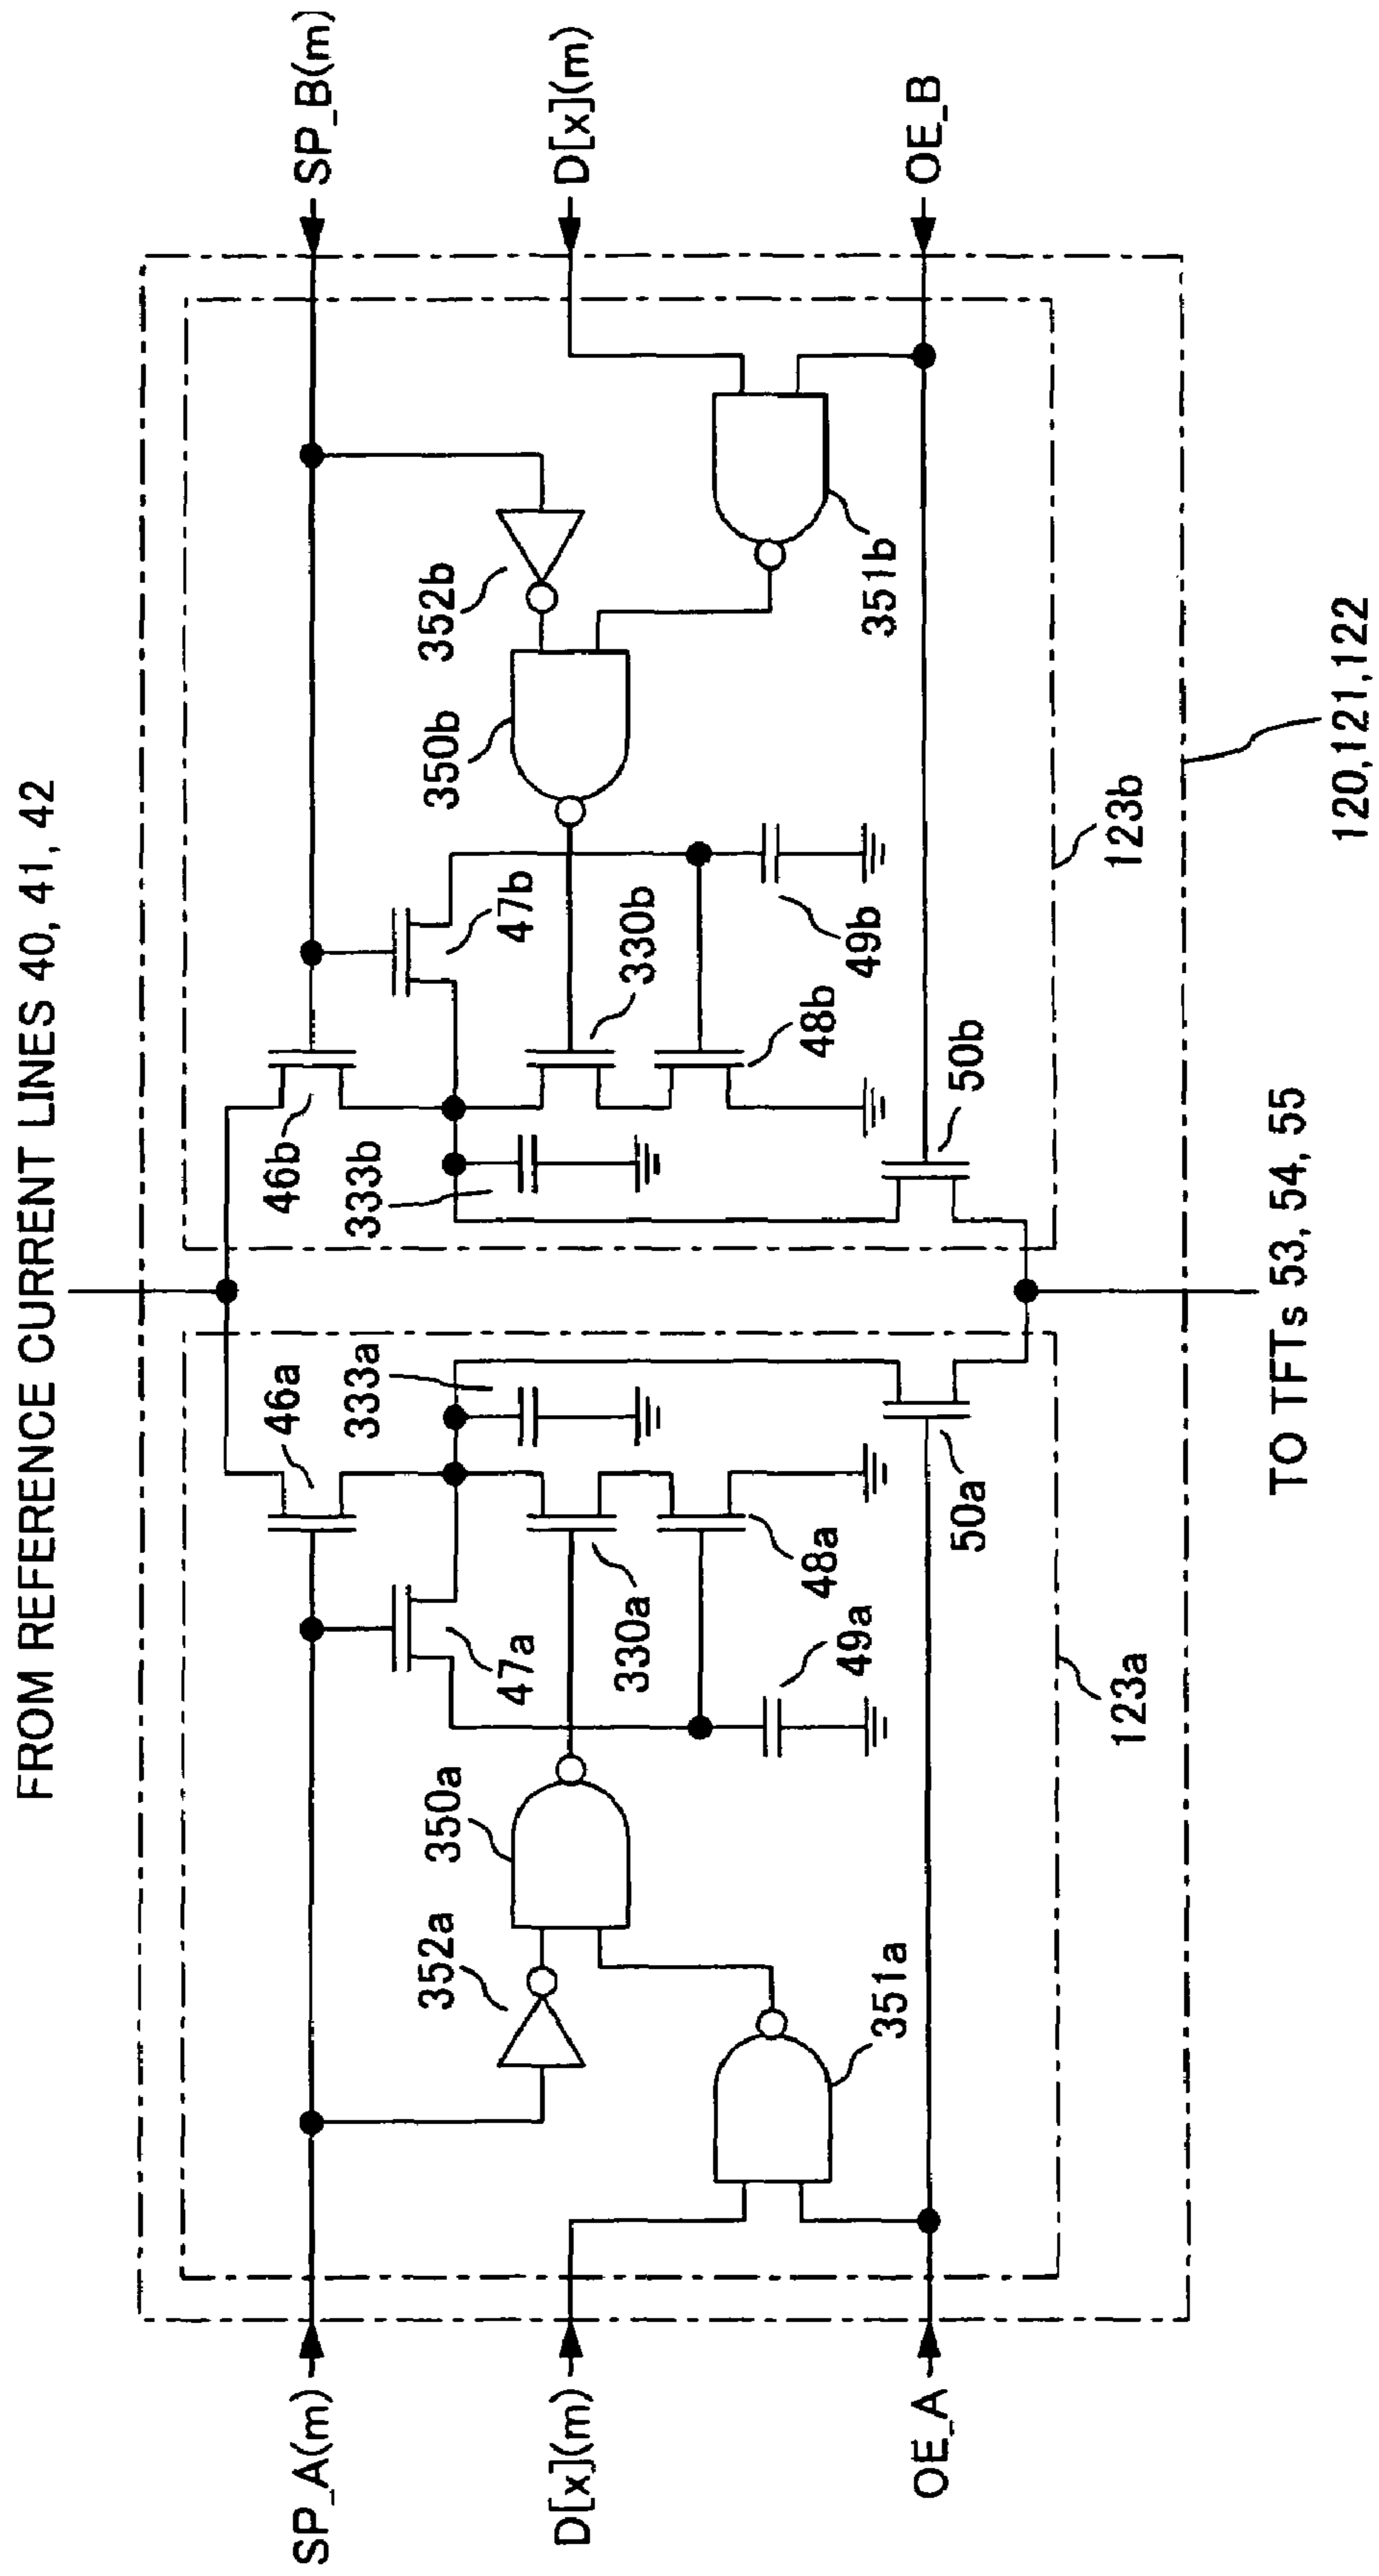 FROM REFERENCE CURRENT LINES 40, 41, 42
SP_A(m)
D[x](m)
OE_A
352a
350a
351a
47a
46a
333a
330a
49a
48a
50a
123a
46b
333b
47b
330b
48b
49b
50b
350b
352b
351b
123b
SP_B(m)
D[x](m)
OE_B
TO TFTs 53, 54, 55
120,121,122